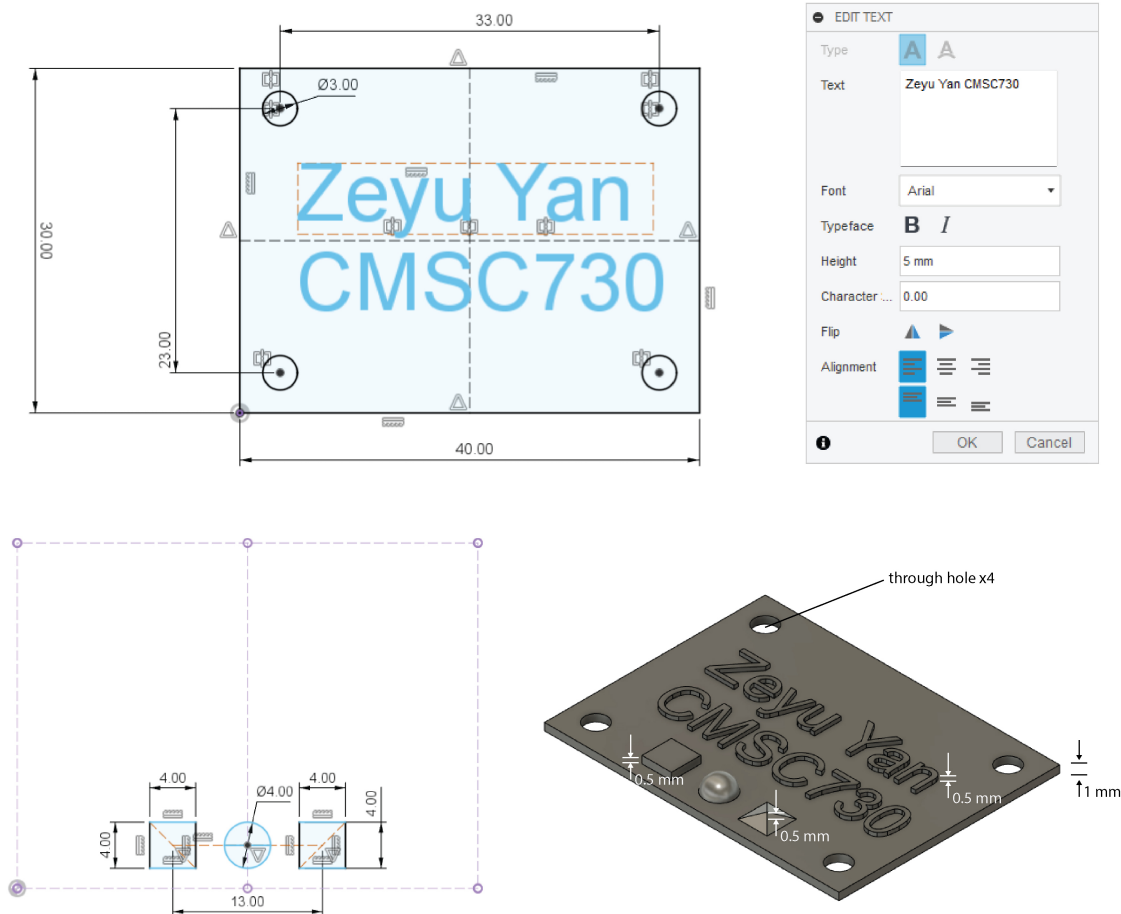 33.00
Ø3.00
30.00
23.00
Zeyu Yan
CMSC730
40.00
EDIT TEXT
Type
Text
Zeyu Yan CMSC730
Font
Arial
Typeface
B I
Height
5 mm
Character :...
0.00
Flip
Alignment
OK
Cancel
4.00
Ø4.00
4.00
4.00
4.00
13.00
through hole x4
Zeyu Yan
CMSC730
0.5 mm
0.5 mm
0.5 mm
1 mm